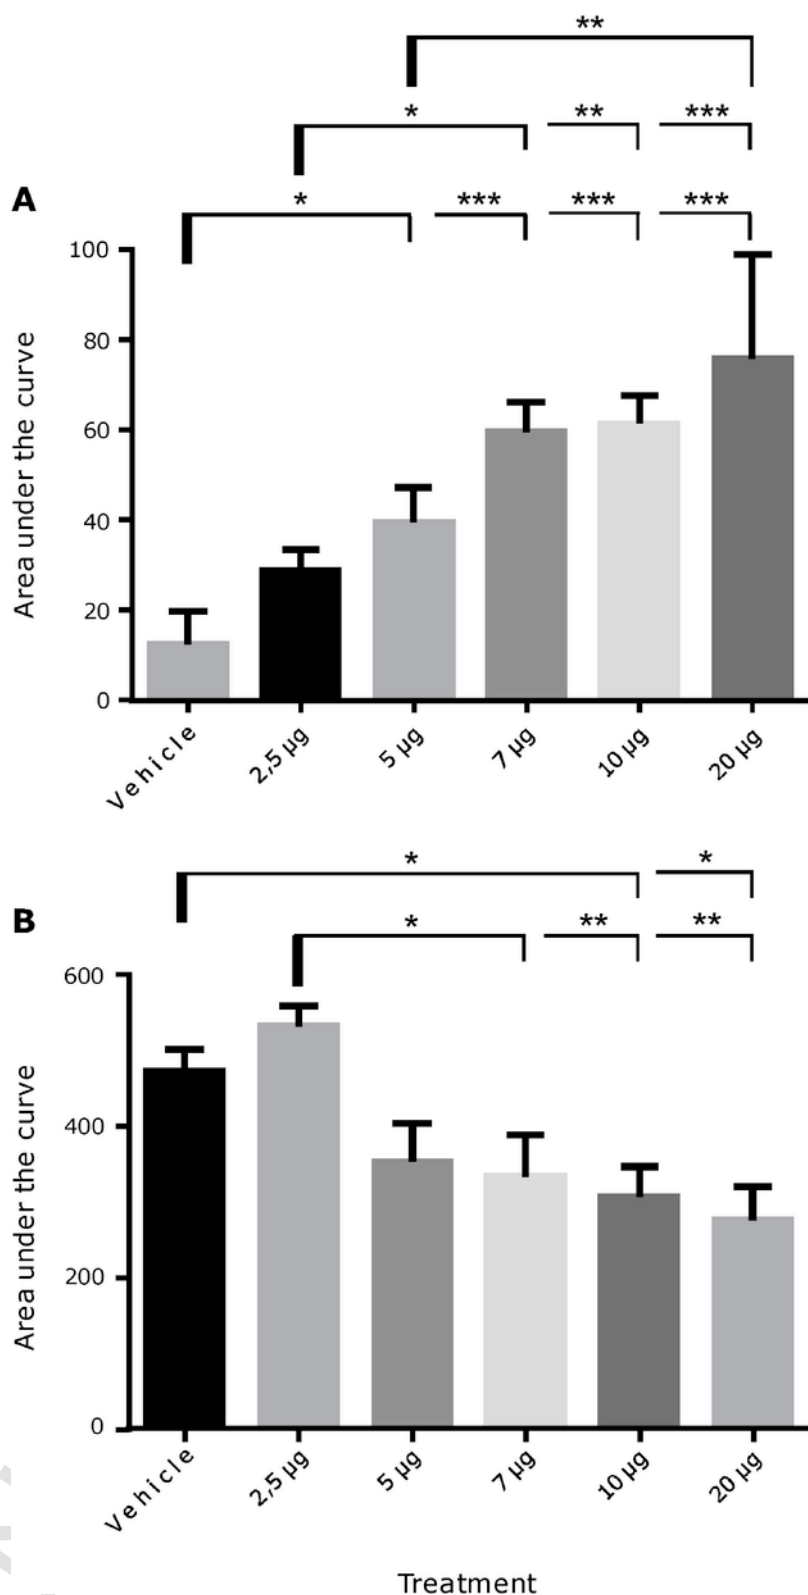 **
* ** ***
A
* *** *** ***
100
80
60
40
20
0
Area under the curve
Vehicle 2,5 µg 5 µg 7 µg 10 µg 20 µg
* *
B
* ** **
600
400
200
0
Area under the curve
Vehicle 2,5 µg 5 µg 7 µg 10 µg 20 µg
Treatment